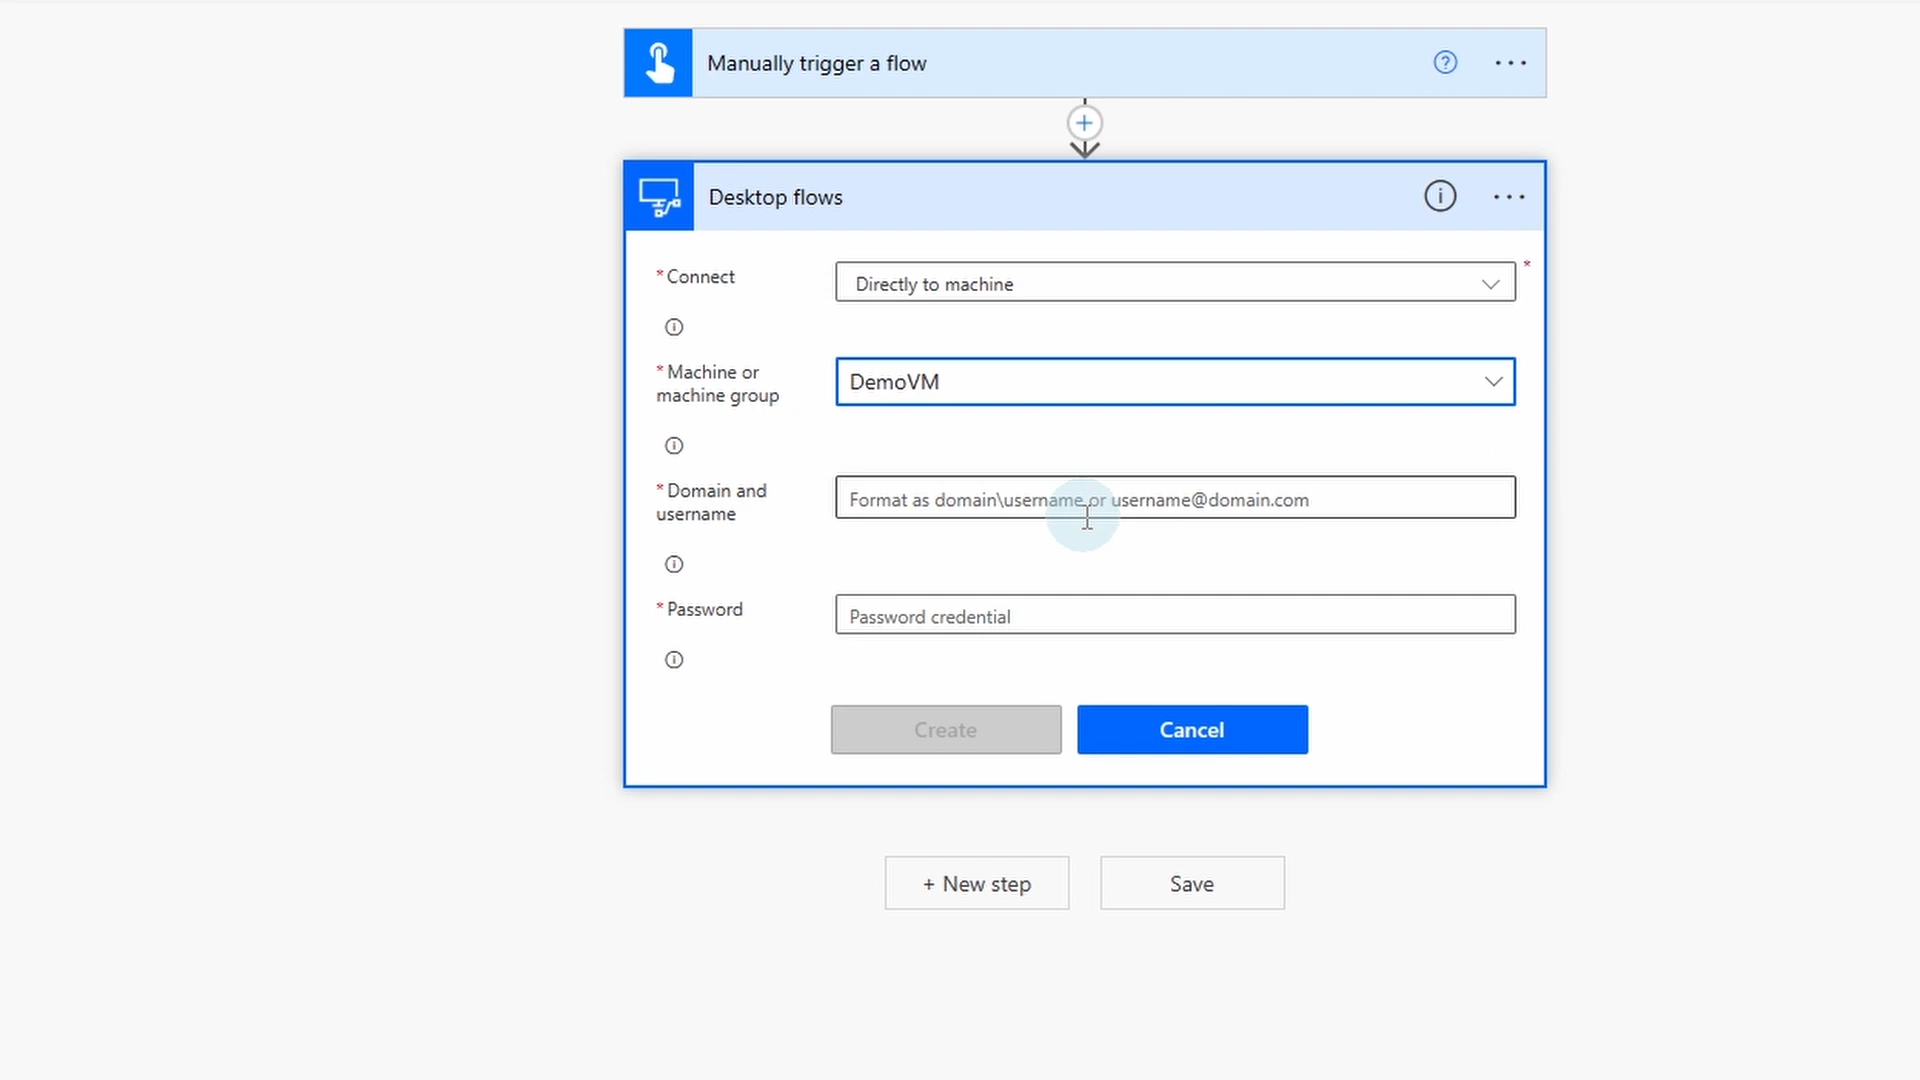 Manually trigger a flow
Desktop flows
* Connect
Directly to machine
*
* Machine or
machine group
DemoVM
* Domain and
username
Format as domain\username or username@domain.com
* Password
Password credential
Create
Cancel
+ New step
Save